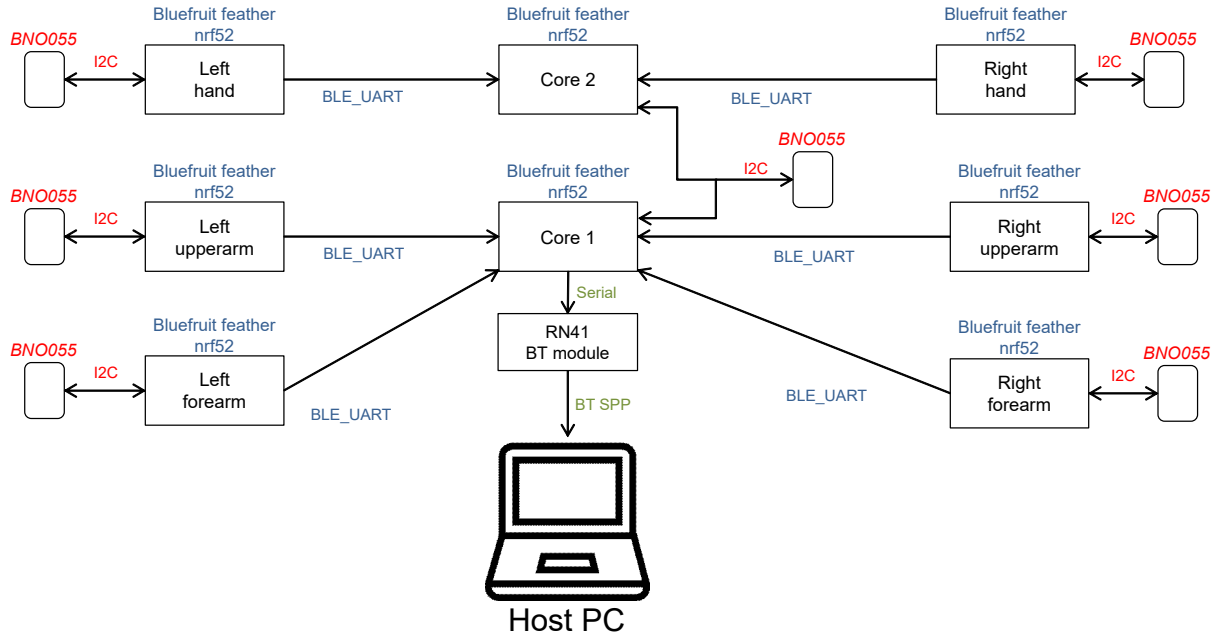 Bluefruit feather
nrf52
Bluefruit feather
nrf52
Bluefruit feather
nrf52
BNO055
I2C
Left
hand
BLE_UART
Core 2
BLE_UART
Right
hand
I2C
BNO055
BNO055
I2C
Bluefruit feather
nrf52
Bluefruit feather
nrf52
Bluefruit feather
nrf52
BNO055
I2C
Left
upperarm
BLE_UART
Core 1
BLE_UART
Right
upperarm
I2C
BNO055
Serial
Bluefruit feather
nrf52
RN41
BT module
Bluefruit feather
nrf52
BNO055
I2C
Left
forearm
BLE_UART
BT SPP
BLE_UART
Right
forearm
I2C
BNO055
Host PC